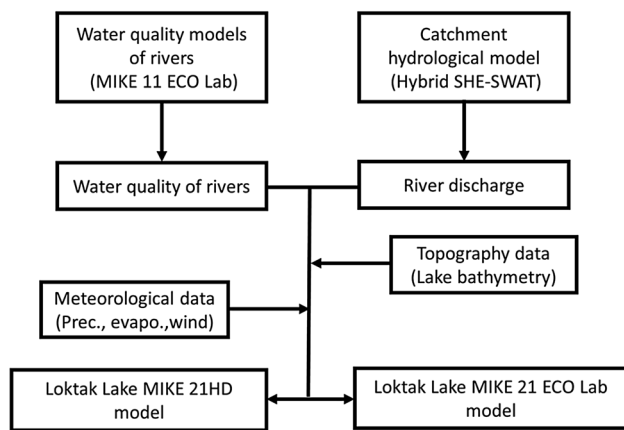 Water quality models
of rivers
(MIKE 11 ECO Lab)
Catchment
hydrological model
(Hybrid SHE-SWAT)
Water quality of rivers
River discharge
Topography data
(Lake bathymetry)
Meteorological data
(Prec., evapo.,wind)
Loktak Lake MIKE 21HD
model
Loktak Lake MIKE 21 ECO Lab
model